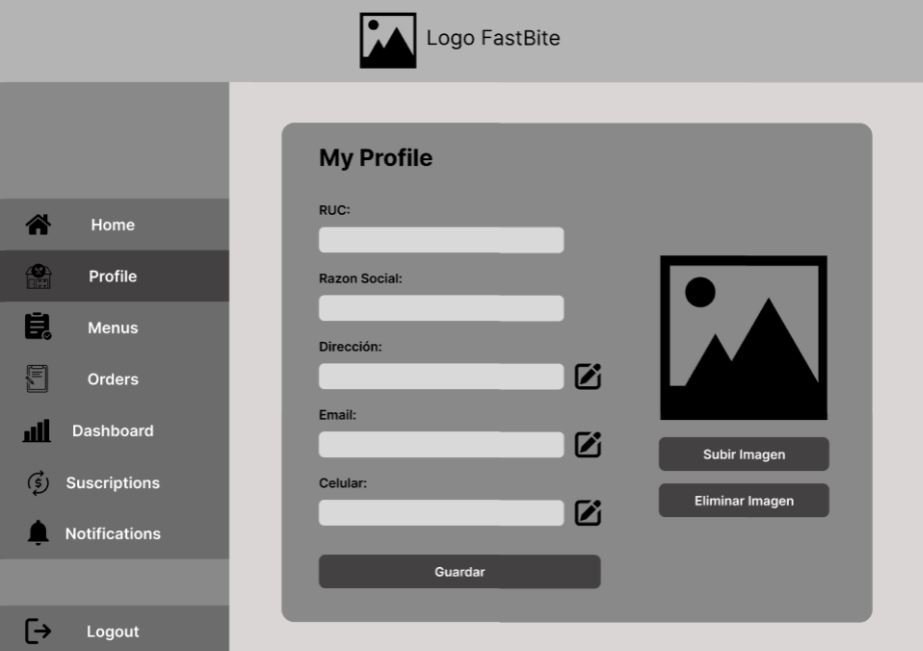 Logo FastBite
Home
Profile
Menus
Orders
Dashboard
Suscriptions
Notifications
Logout
My Profile
RUC:
Razon Social:
Dirección:
Email:
Celular:
Guardar
Subir Imagen
Eliminar Imagen